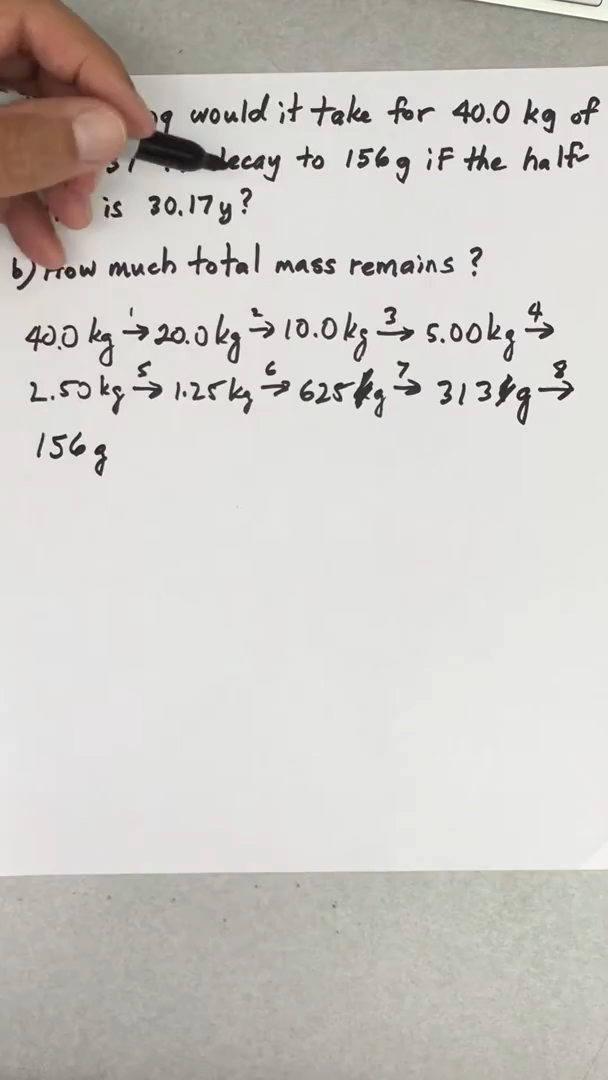 would it take for 40.0 kg of
decay to 156g if the half-
is 30.17y?
b) How much total mass remains?
40.0 kg 1→ 20.0 kg 2→ 10.0 kg 3→ 5.00 kg 4→
2.50 kg 5→ 1.25 kg 6→ 625 g 7→ 313 g 8→
156 g